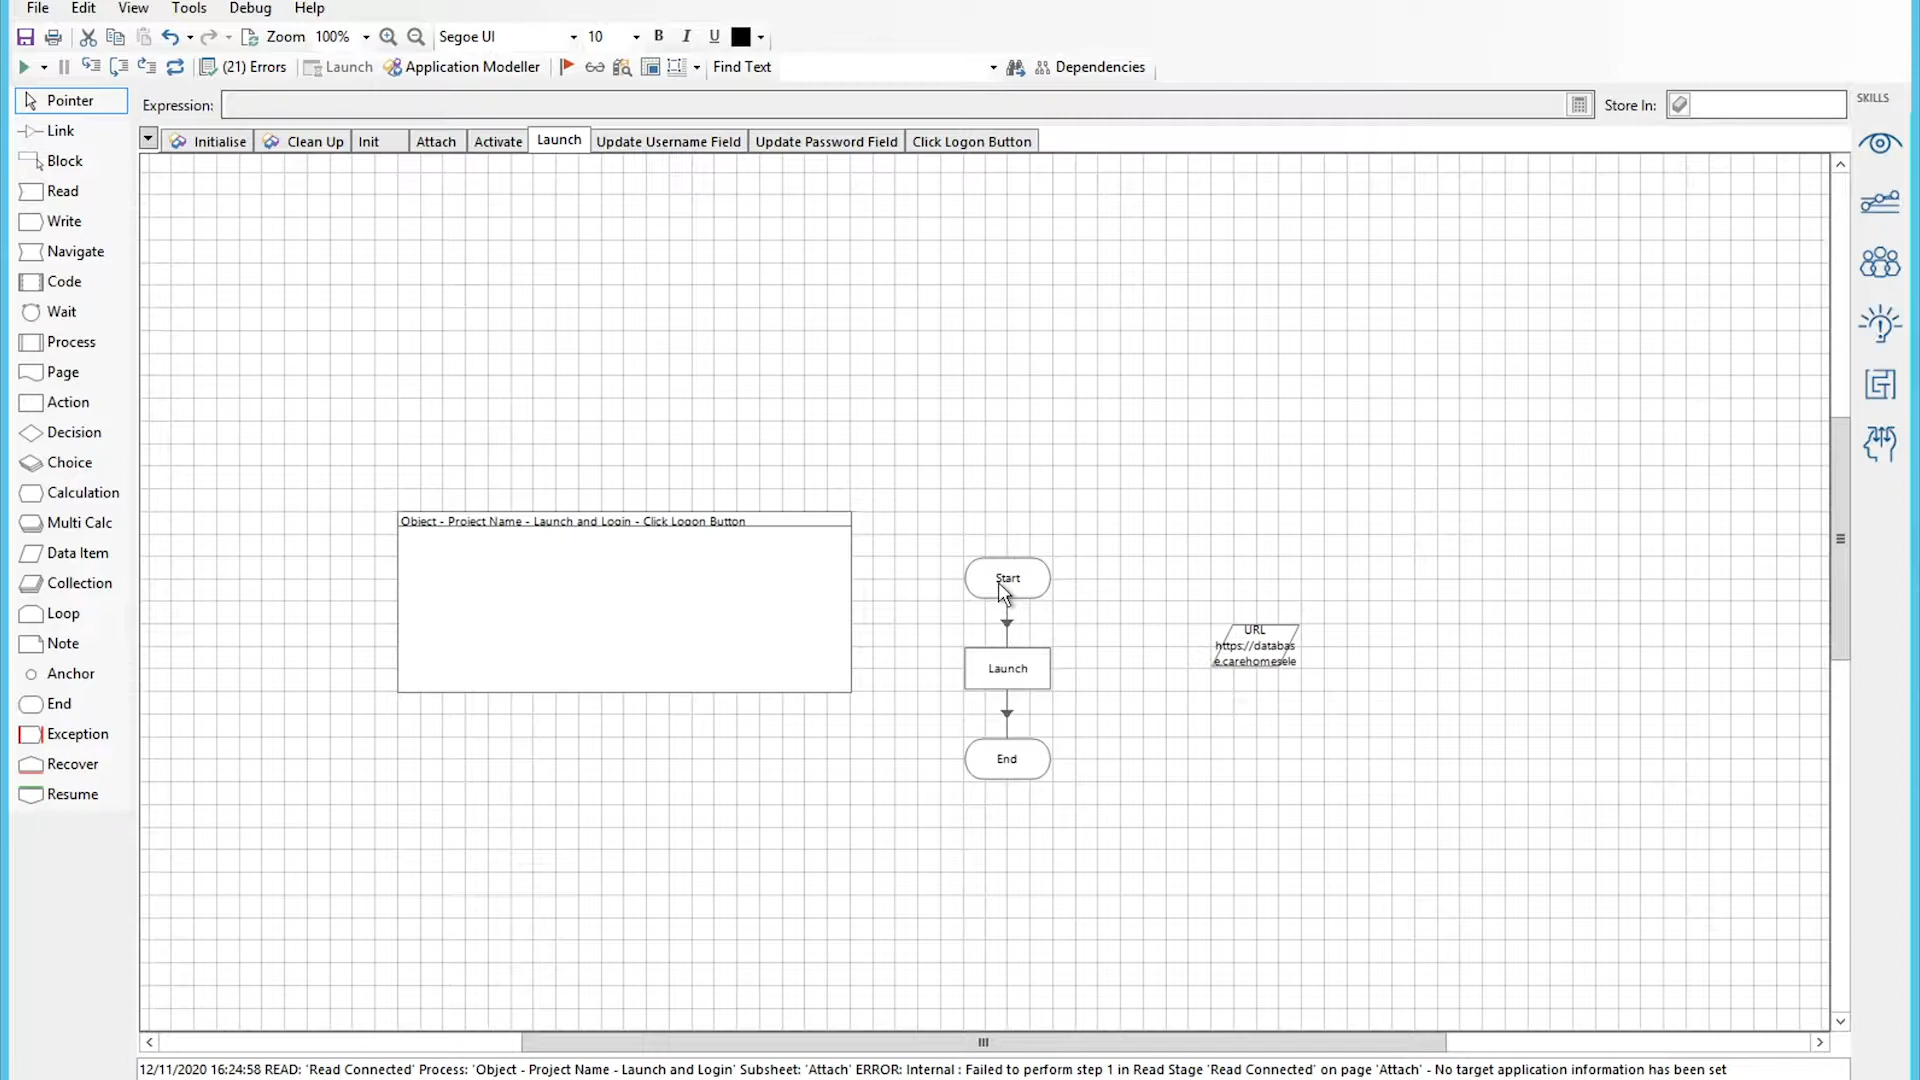 File Edit View Tools Debug Help
Zoom 100% Segoe UI 10 B I U
(21) Errors Launch Application Modeller Find Text Dependencies
Pointer
Link
Block
Read
Write
Navigate
Code
Wait
Process
Page
Action
Decision
Choice
Calculation
Multi Calc
Data Item
Collection
Loop
Note
Anchor
End
Exception
Recover
Resume
Expression: Store In:
SKILLS
Initialise Clean Up Init Attach Activate Launch Update Username Field Update Password Field Click Logon Button
Object - Project Name - Launch and Login - Click Logon Button
Start
Launch
End
URL
https://databas
e.carehomesele
12/11/2020 16:24:58 READ: 'Read Connected' Process: 'Object - Project Name - Launch and Login' Subsheet: 'Attach' ERROR: Internal : Failed to perform step 1 in Read Stage 'Read Connected' on page 'Attach' - No target application information has been set